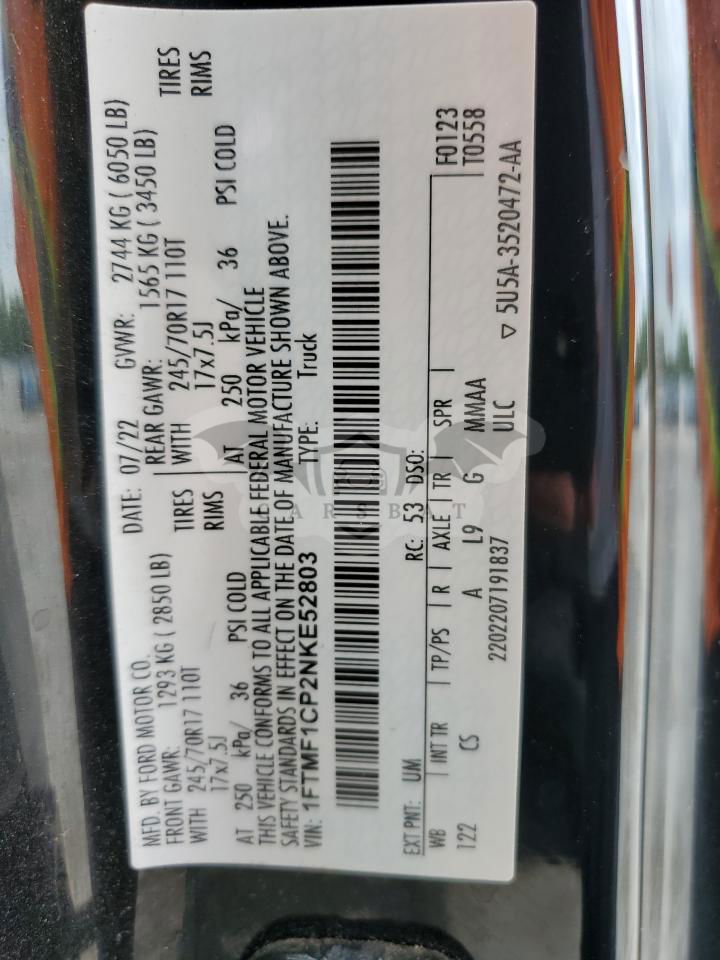 MFD. BY FORD MOTOR CO. DATE: 07/22 GVWR: 2744 KG ( 6050 LB)
FRONT GAWR: 1293 KG ( 2850 LB) REAR GAWR: 1565 KG ( 3450 LB)
WITH 245/70R17 110T TIRES WITH 245/70R17 110T TIRES
17x7.5J RIMS 17x7.5J RIMS
AT 250 kPa/ 36 PSI COLD AT 250 kPa/ 36 PSI COLD
THIS VEHICLE CONFORMS TO ALL APPLICABLE FEDERAL MOTOR VEHICLE
SAFETY STANDARDS IN EFFECT ON THE DATE OF MANUFACTURE SHOWN ABOVE.
VIN: 1FTMF1CP2NKE52803 TYPE: Truck
EXT PNT: UM RC: 53 DSO: F0123
WB INT TR TP/PS R AXLE TR SPR T0558
122 CS A L9 G MMAA
2202207191837 ULC ▽ 5U5A-3520472-AA
ARSBAT